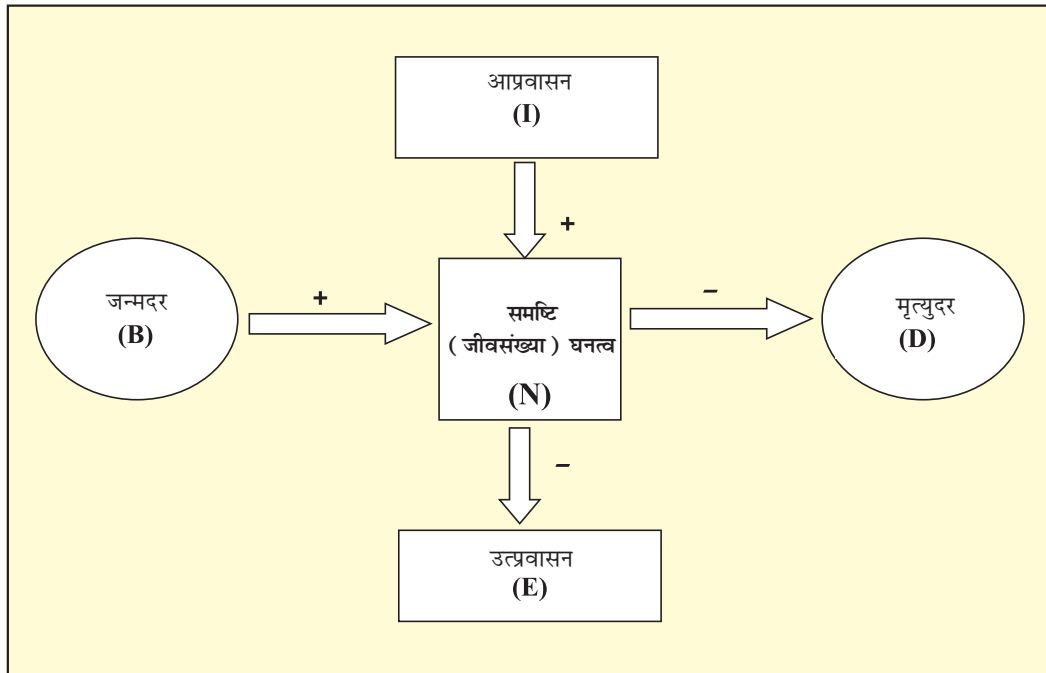 आप्रवासन
(I)
+
जन्मदर
(B)
+
समष्टि
( जीवसंख्या ) घनत्व
(N)
–
मृत्युदर
(D)
–
उत्प्रवासन
(E)